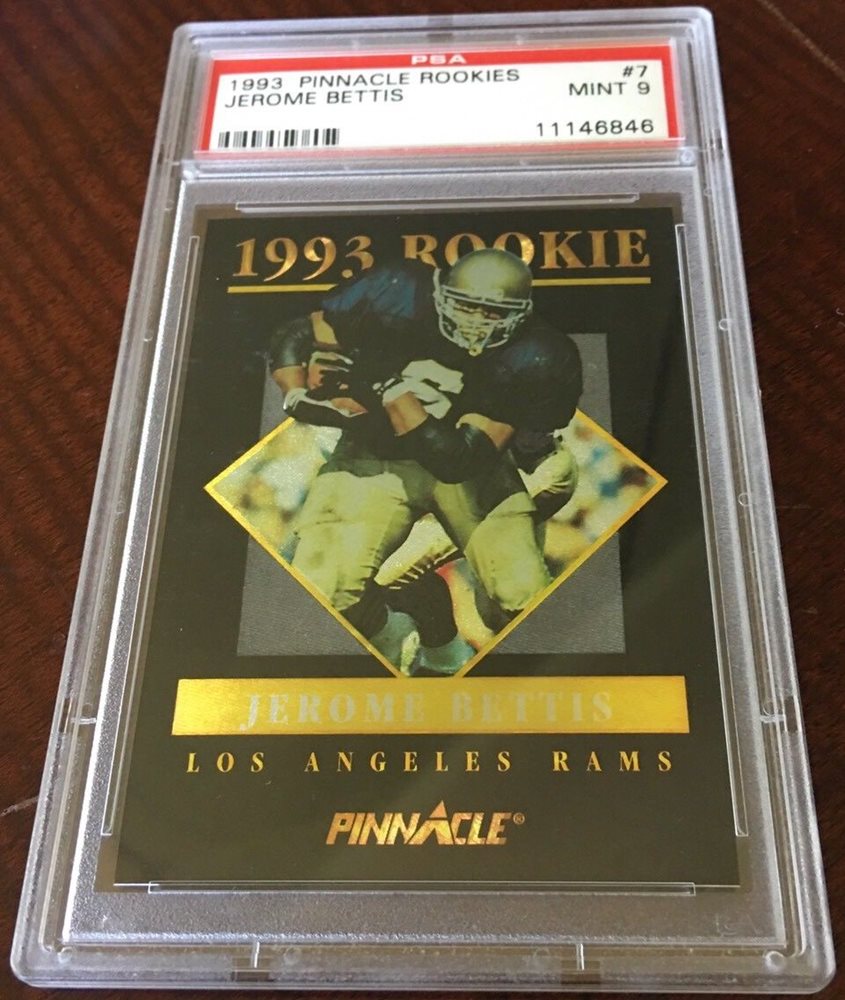 PSA
1993 PINNACLE ROOKIES #7
JEROME BETTIS MINT 9
11146846
1993 ROOKIE
JEROME BETTIS
LOS ANGELES RAMS
PINNACLE®